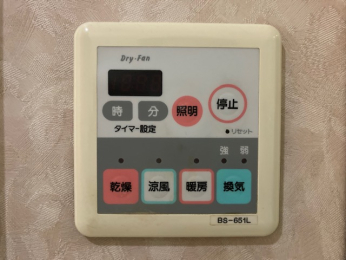 Dry-Fan
時 分 照明 停止
タイマー設定 リセット
強 弱
乾燥 涼風 暖房 換気
BS-651L